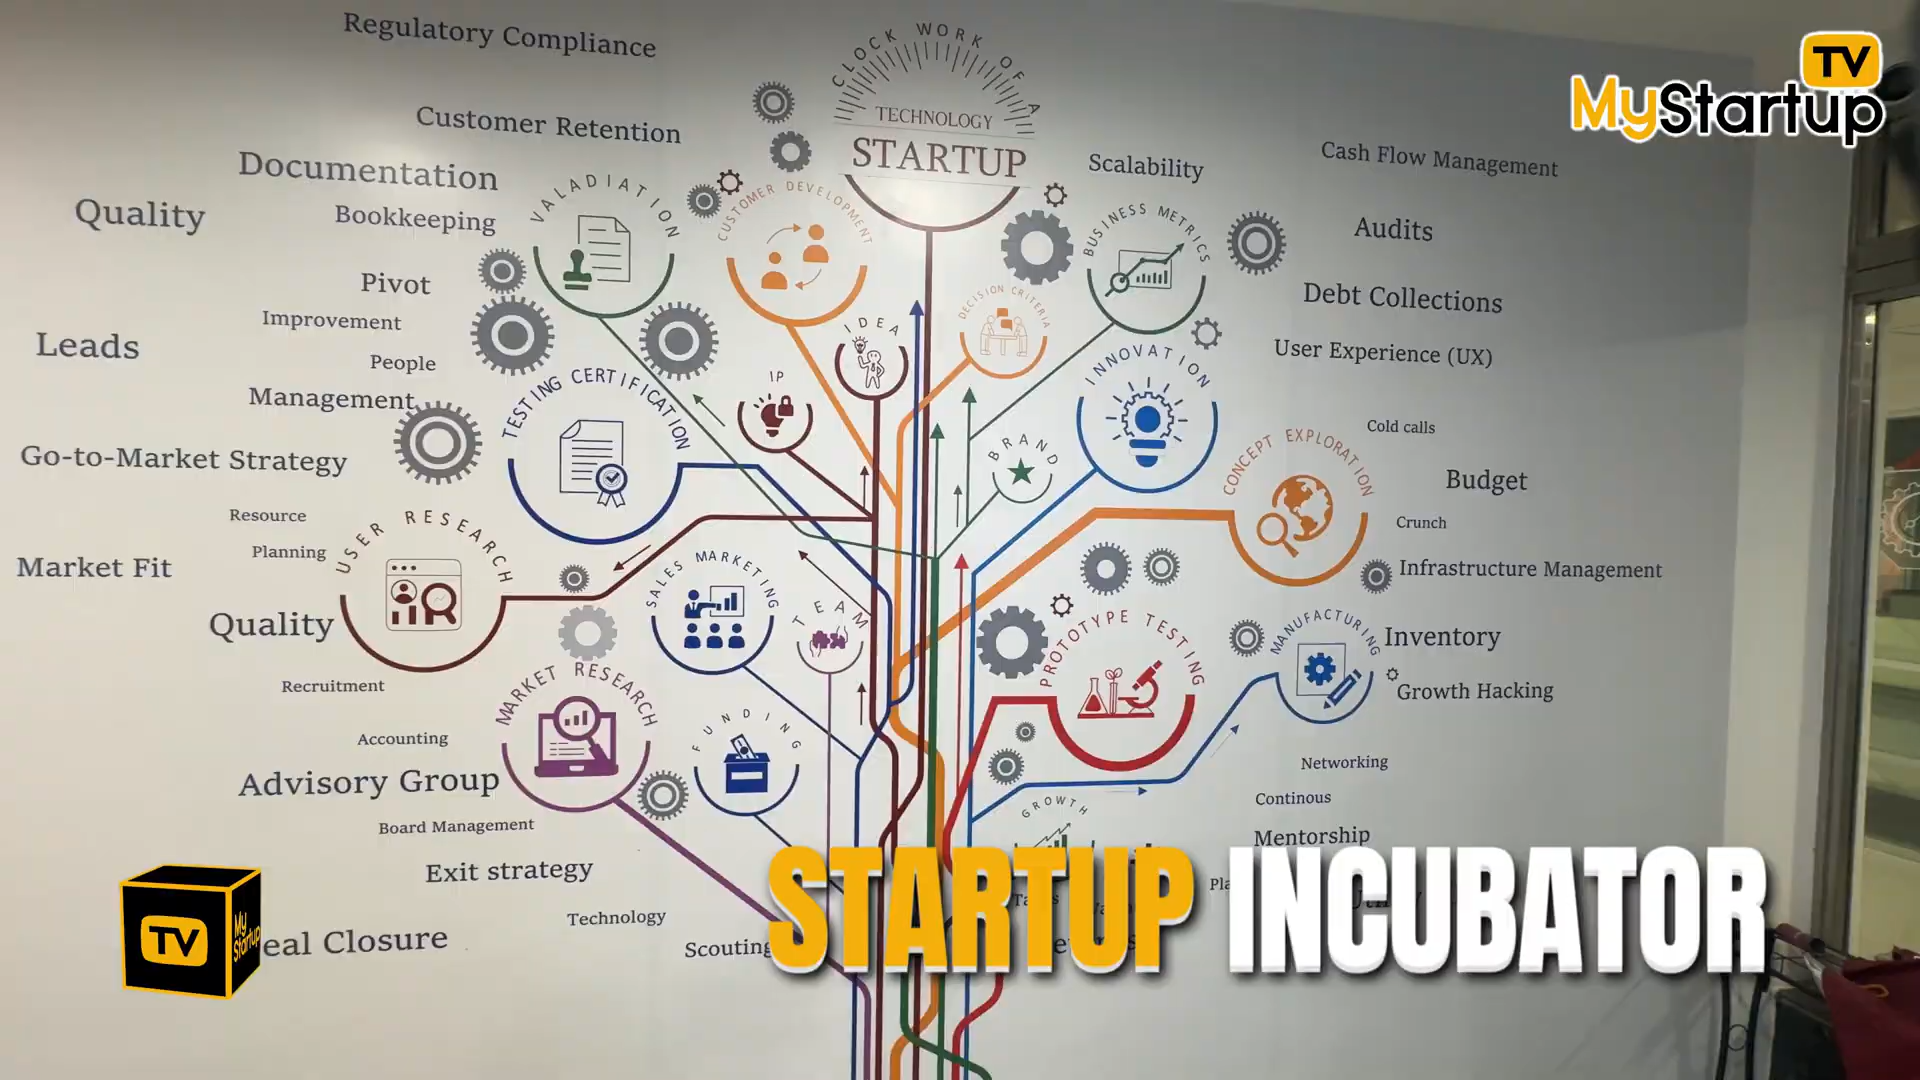 Regulatory Compliance
Customer Retention
Documentation
Quality
Bookkeeping
Pivot
Improvement
Leads
People
Management
Go-to-Market Strategy
Resource
Planning
Market Fit
Quality
Recruitment
Accounting
Advisory Group
Board Management
Exit strategy
Technology
eal Closure
Scouting
CLOCK WORK OF A
TECHNOLOGY
STARTUP
VALADIATION
CUSTOMER DEVELOPMENT
IDEA
IP
DECISION CRITERIA
BUSINESS METRICS
TESTING CERTIFICATION
BRAND
INNOVATION
CONCEPT EXPLORATION
USER RESEARCH
SALES MARKETING
TEAM
PROTOTYPE TESTING
MANUFACTURING
MARKET RESEARCH
FUNDING
GROWTH
Scalability
Cash Flow Management
Audits
Debt Collections
User Experience (UX)
Cold calls
Budget
Crunch
Infrastructure Management
Inventory
Growth Hacking
Networking
Continous
Mentorship
TV
MyStartup
TV
My
Startup
STARTUP INCUBATOR